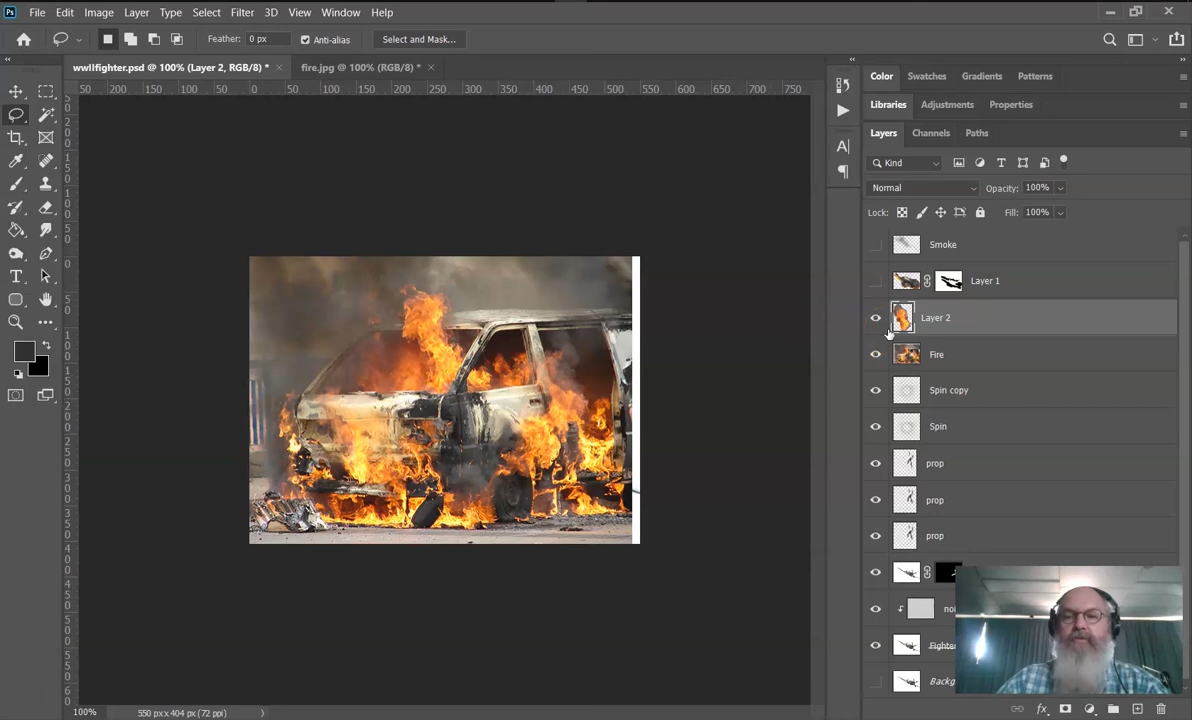 Ps File Edit Image Layer Type Select Filter 3D View Window Help
Feather: 0 px Anti-alias Select and Mask...
wwIIfighter.psd @ 100% (Layer 2, RGB/8) * × fire.jpg @ 100% (RGB/8) * ×
50 200 150 100 50 0 50 100 150 200 250 300 350 400 450 500 550 600 650 700 750
Color Swatches Gradients Patterns
Libraries Adjustments Properties
Layers Channels Paths
Kind
Normal Opacity: 100%
Lock: Fill: 100%
Smoke
Layer 1
Layer 2
Fire
Spin copy
Spin
prop
prop
prop
100% 550 px x 404 px (72 ppi)